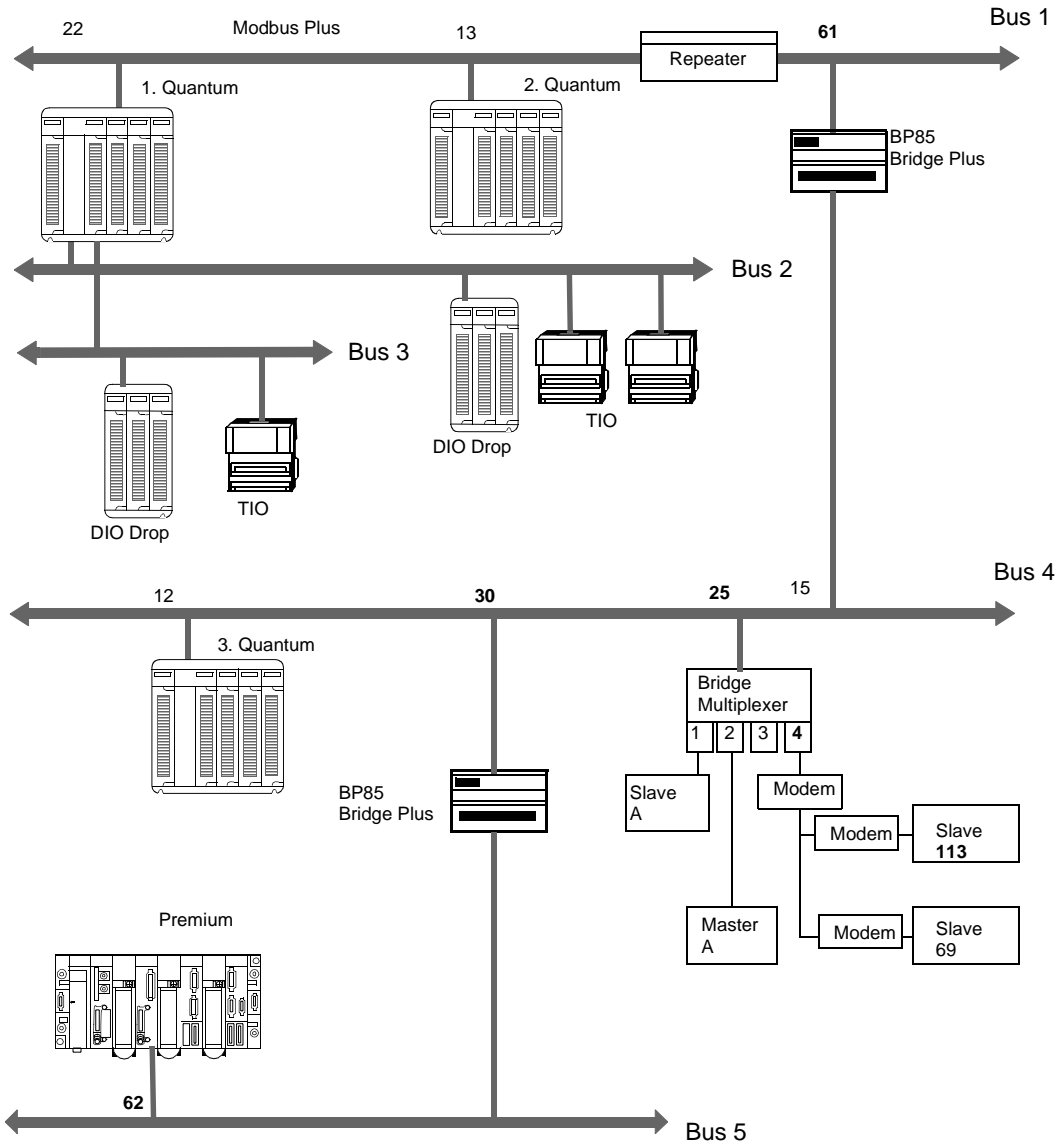 22
Modbus Plus
13
61
Bus 1
Repeater
1. Quantum
2. Quantum
BP85
Bridge Plus
Bus 2
Bus 3
TIO
DIO Drop
TIO
DIO Drop
Bus 4
12
30
25
15
3. Quantum
Bridge
Multiplexer
1 2 3 4
BP85
Bridge Plus
Slave
A
Modem
Modem
Slave
113
Premium
Master
A
Modem
Slave
69
62
Bus 5